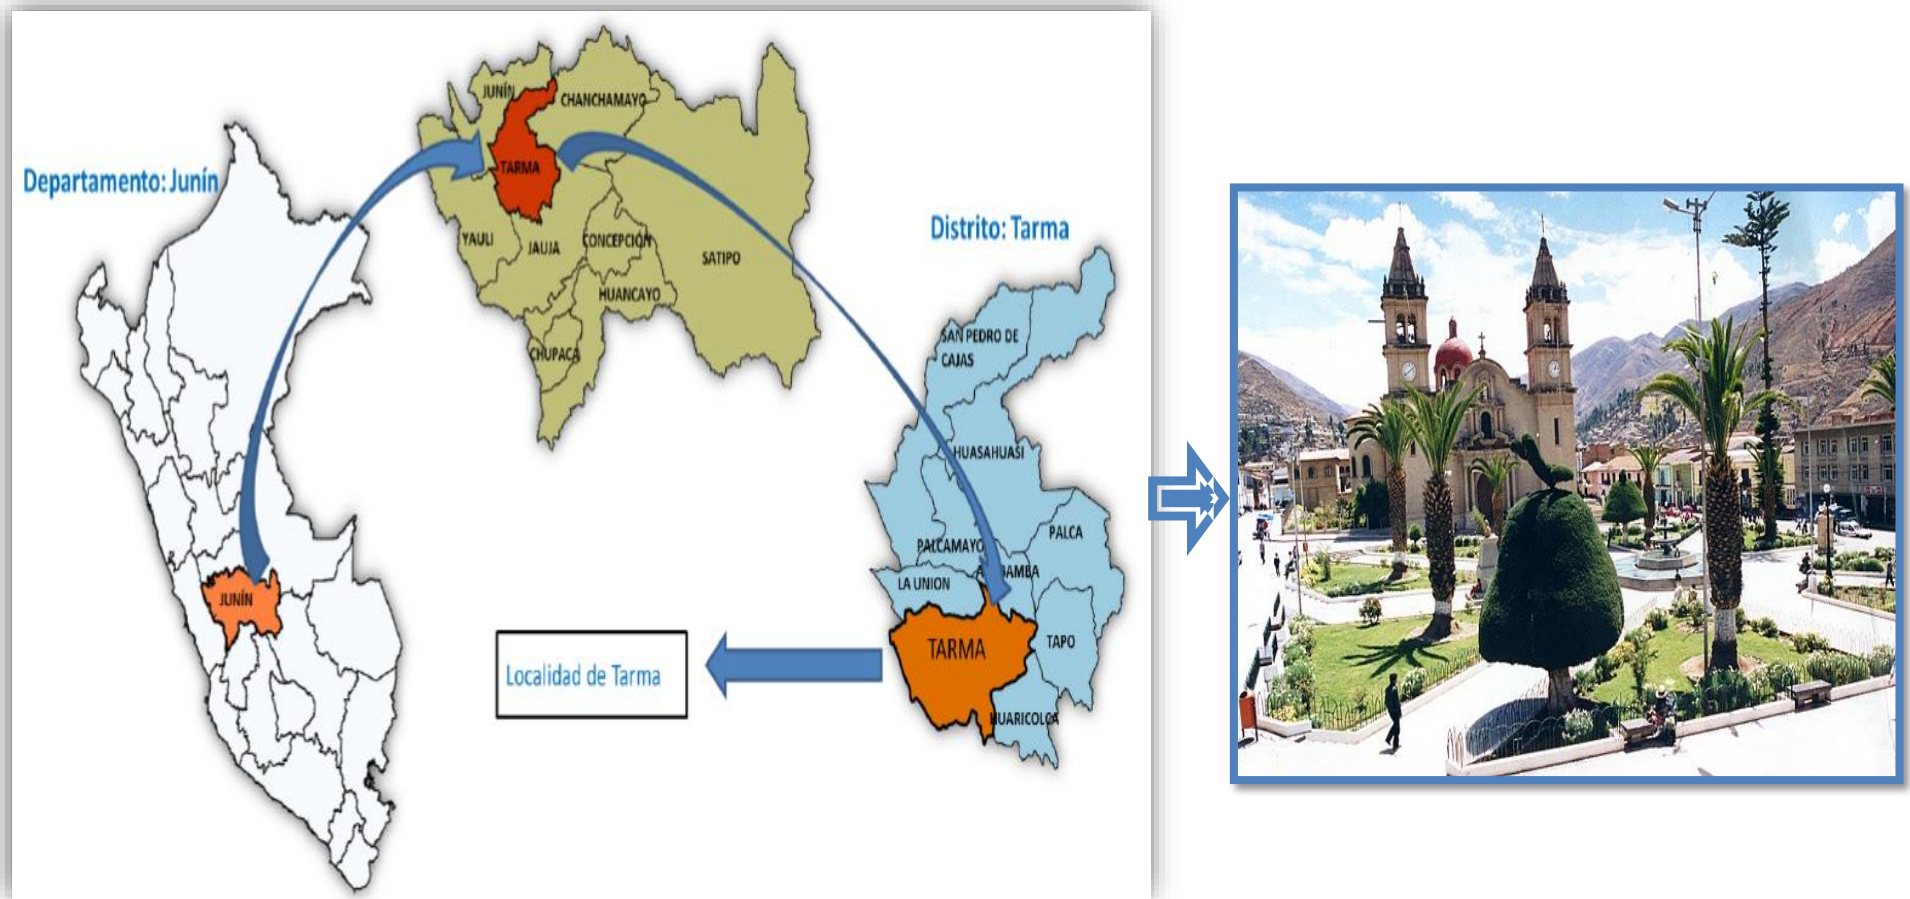 Departamento: Junín
JUNÍN
CHANCHAMAYO
TARMA
YAULI
JAUJA
CONCEPCIÓN
SATIPO
HUANCAYO
CHUPACA
JUNÍN
Distrito: Tarma
SAN PEDRO DE
CAJAS
HUASAHUASI
PALCA
PALCAMAYO
LA UNION
TARMA
TAPO
HUARICOLCA
Localidad de Tarma